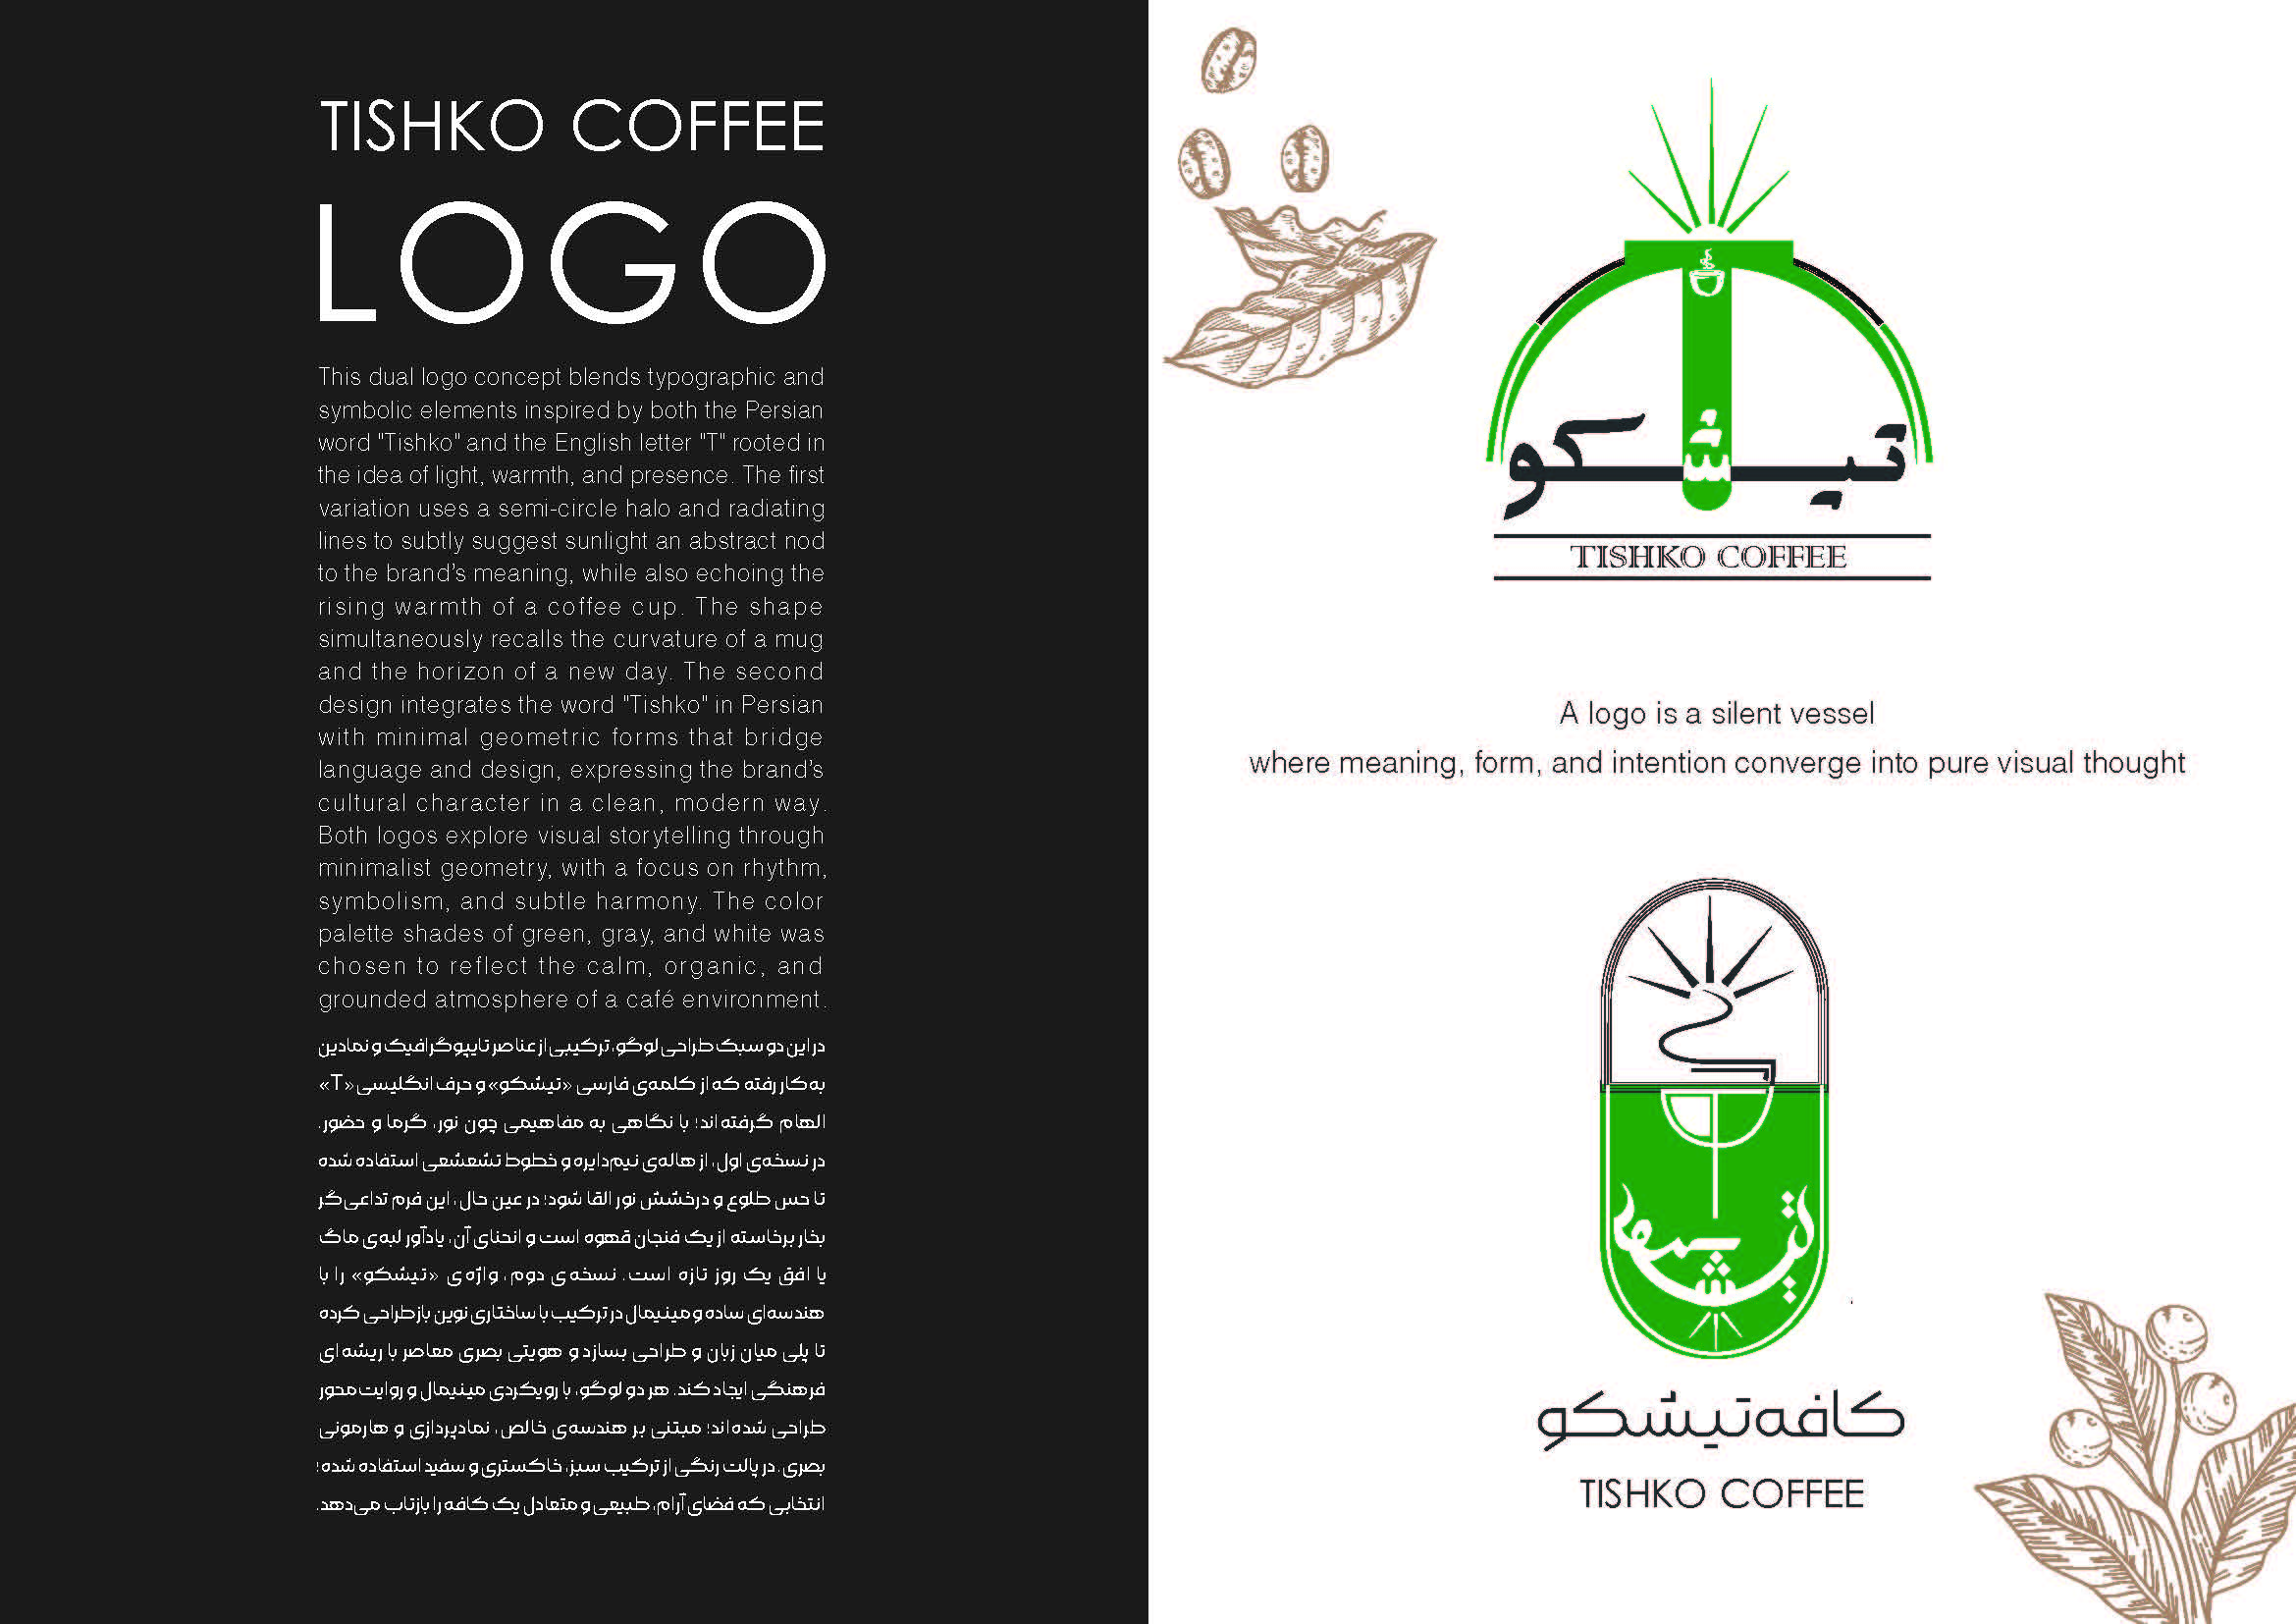 TISHKO COFFEE
LOGO
This dual logo concept blends typographic and
symbolic elements inspired by both the Persian
word "Tishko" and the English letter "T" rooted in
the idea of light, warmth, and presence. The first
variation uses a semi-circle halo and radiating
lines to subtly suggest sunlight an abstract nod
to the brand’s meaning, while also echoing the
rising warmth of a coffee cup. The shape
simultaneously recalls the curvature of a mug
and the horizon of a new day. The second
design integrates the word "Tishko" in Persian
with minimal geometric forms that bridge
language and design, expressing the brand’s
cultural character in a clean, modern way.
Both logos explore visual storytelling through
minimalist geometry, with a focus on rhythm,
symbolism, and subtle harmony. The color
palette shades of green, gray, and white was
chosen to reflect the calm, organic, and
grounded atmosphere of a café environment.
در این دو سبک طراحی لوگو، ترکیبی از عناصر تایپوگرافیک و نمادین
به‌کار رفته که از کلمه‌ی فارسی «تیشکو» و حرف انگلیسی «T»
الهام گرفته‌اند؛ با نگاهی به مفاهیمی چون نور، گرما و حضور.
در نسخه‌ی اول، از هاله‌ی نیم‌دایره و خطوط تشعشعی استفاده شده
تا حس طلوع و درخشش نور القا شود؛ در عین حال، این فرم تداعی‌گر
بخار برخاسته از یک فنجان قهوه است و انحنای آن، یادآور لبه‌ی ماگ
یا افق یک روز تازه است. نسخه‌ی دوم، واژه‌ی «تیشکو» را با
هندسه‌ای ساده و مینیمال در ترکیب با ساختاری نوین بازطراحی کرده
تا پلی میان زبان و طراحی بسازد و هویتی بصری معاصر با ریشه‌ای
فرهنگی ایجاد کند. هر دو لوگو، با رویکردی مینیمال و روایت‌محور
طراحی شده‌اند؛ مبتنی بر هندسه‌ی خالص، نمادپردازی و هارمونی
بصری. در پالت رنگی از ترکیب سبز، خاکستری و سفید استفاده شده؛
انتخابی که فضای آرام، طبیعی و متعادل یک کافه را بازتاب می‌دهد.
تیشکو
TISHKO COFFEE
A logo is a silent vessel
where meaning, form, and intention converge into pure visual thought
تیشکو
کافه تیشکو
TISHKO COFFEE